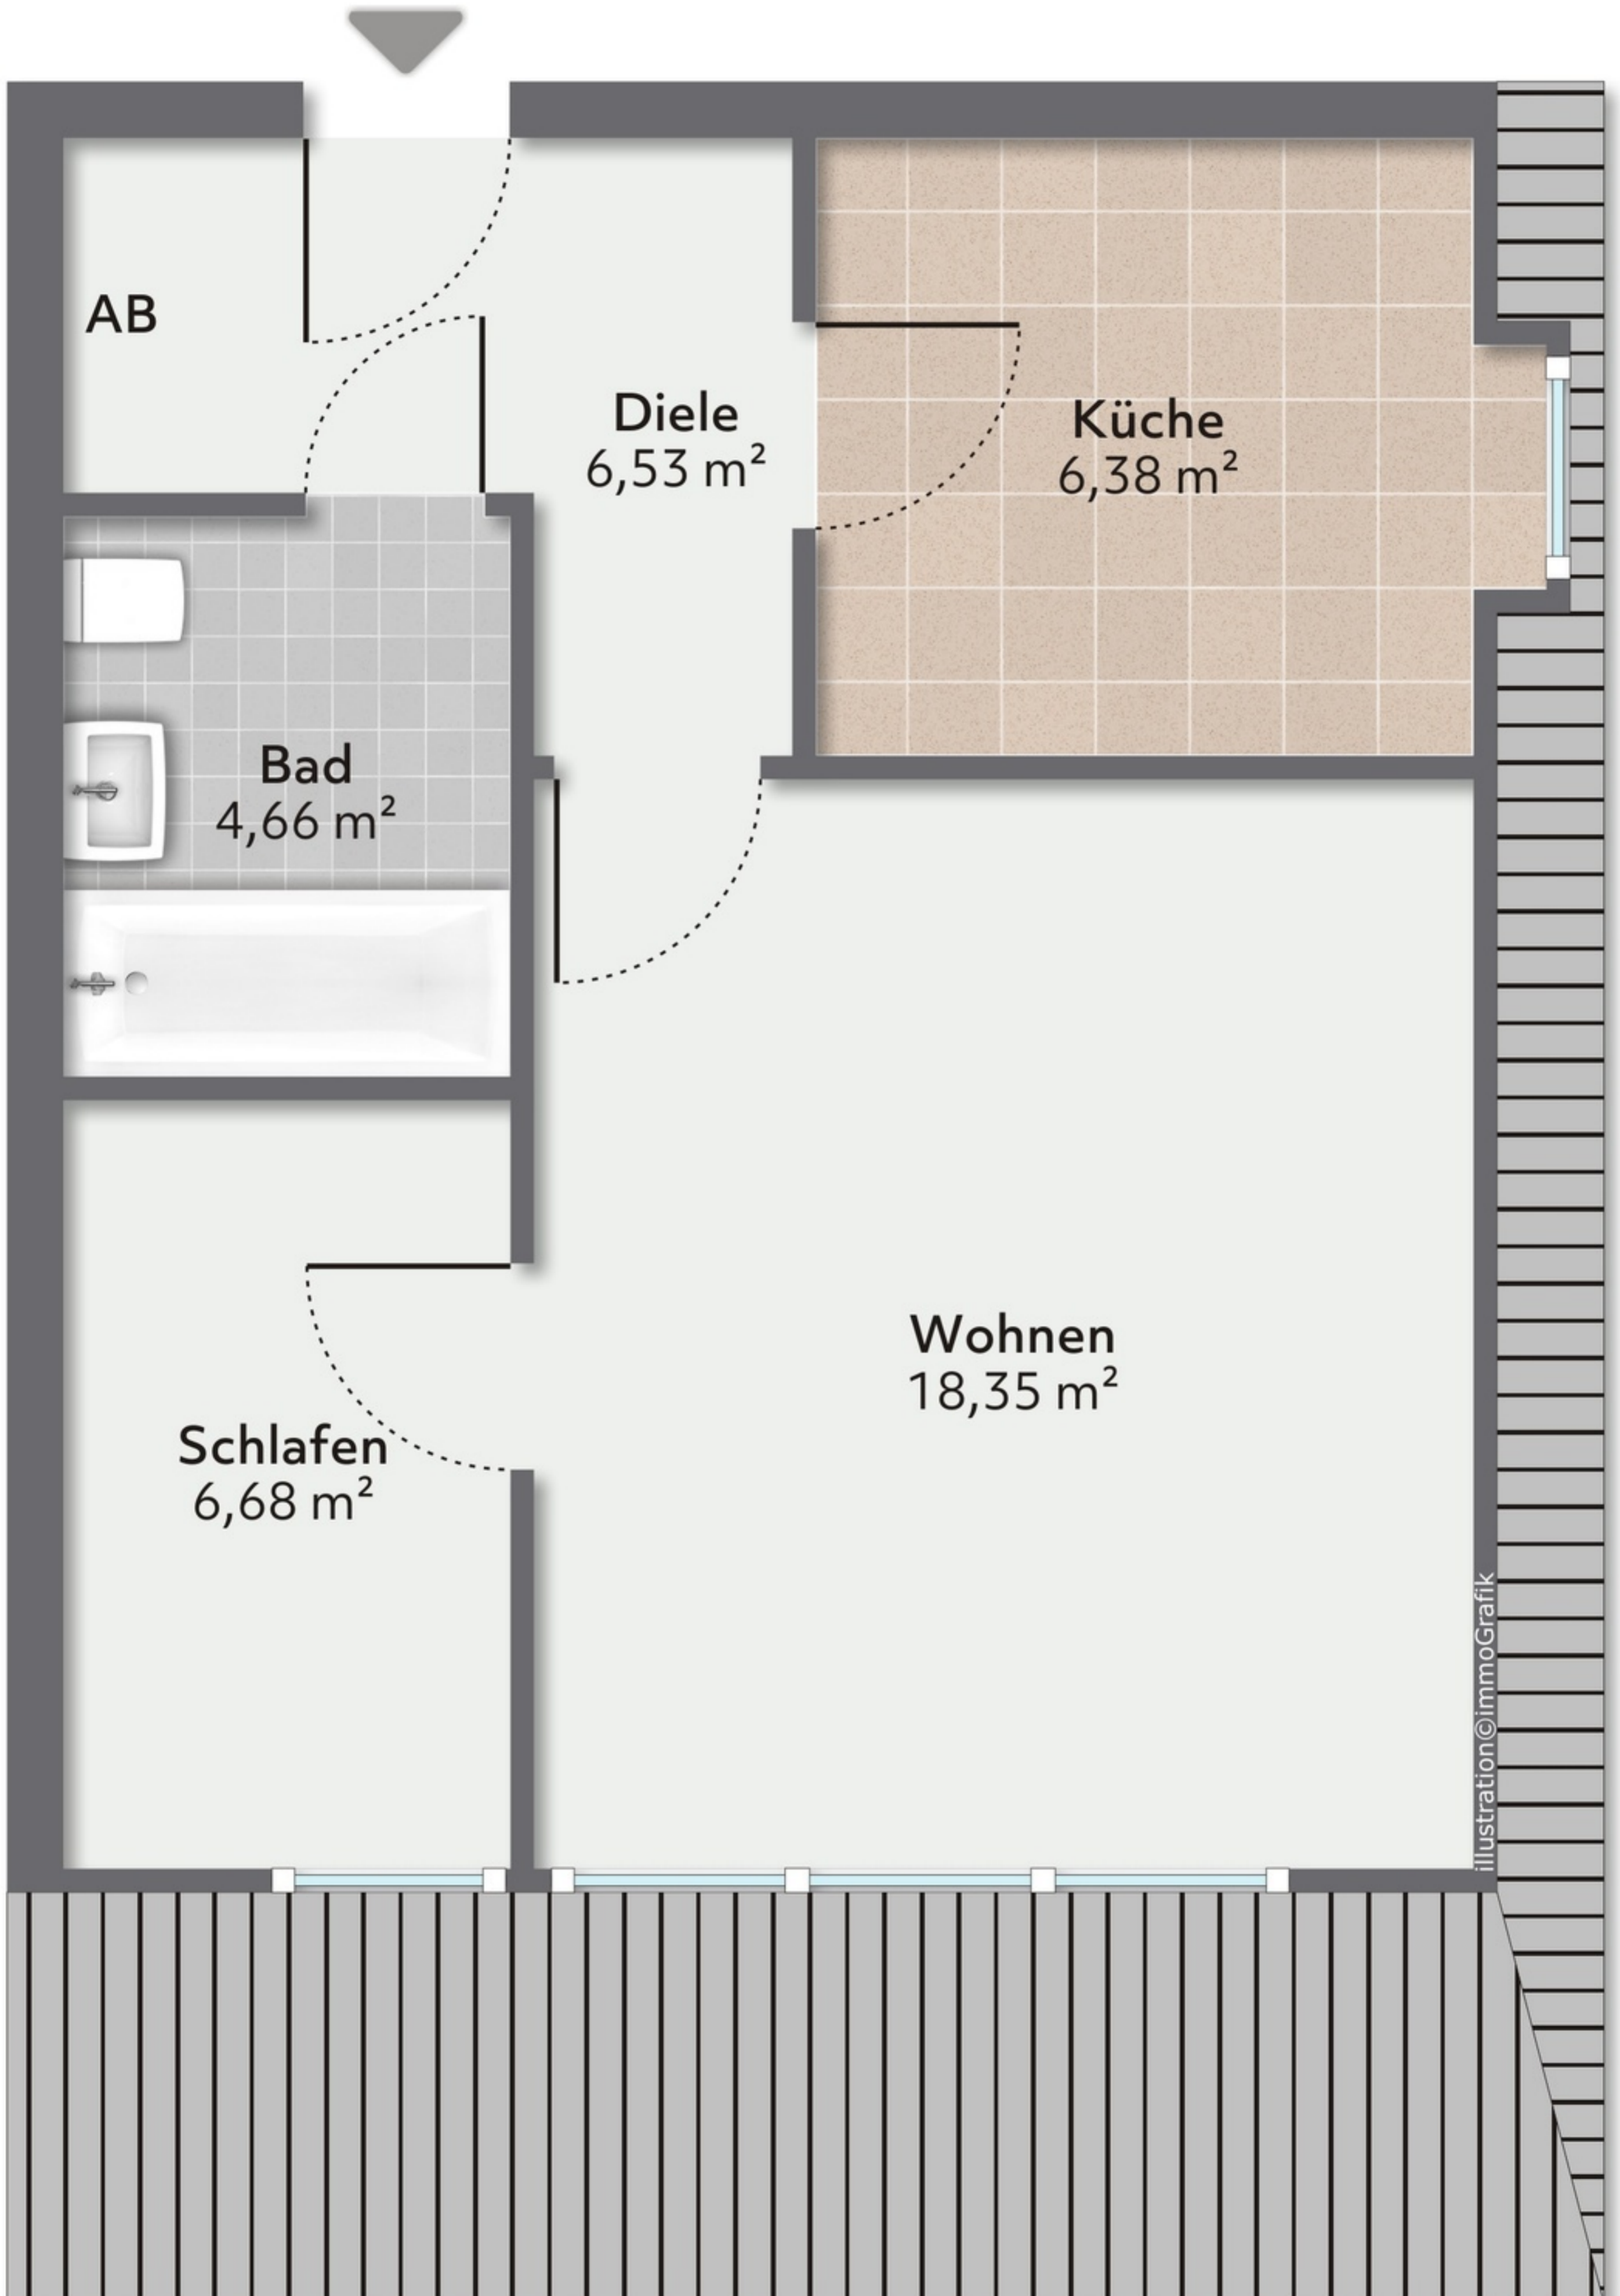 AB
Diele
6,53 m²
Küche
6,38 m²
Bad
4,66 m²
Wohnen
18,35 m²
Schlafen
6,68 m²
illustration©immoGrafik